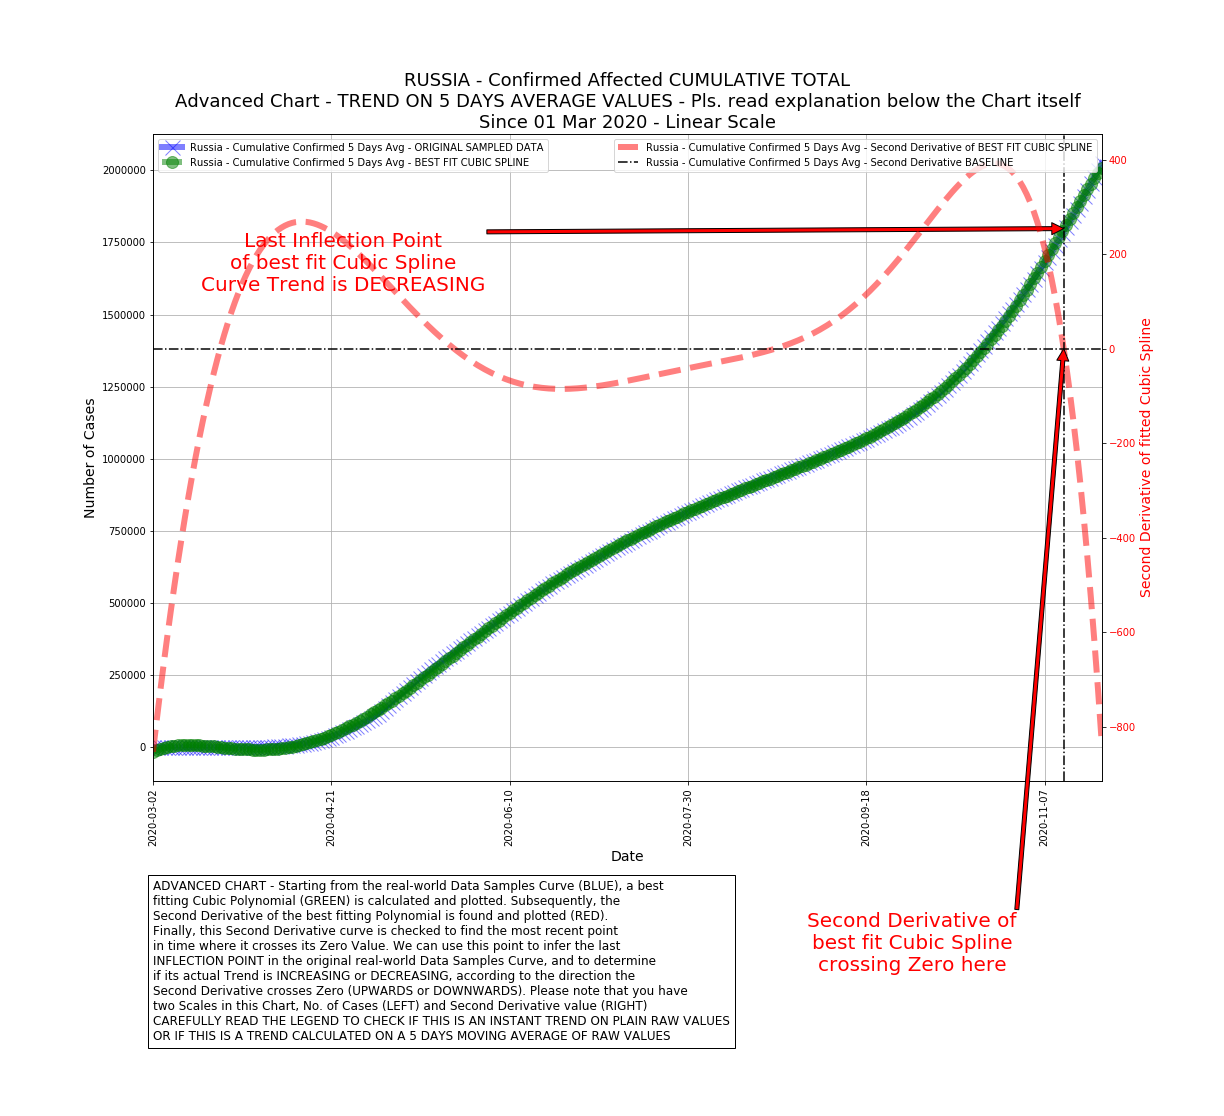 RUSSIA - Confirmed Affected CUMULATIVE TOTAL
Advanced Chart - TREND ON 5 DAYS AVERAGE VALUES - Pls. read explanation below the Chart itself
Since 01 Mar 2020 - Linear Scale
Russia - Cumulative Confirmed 5 Days Avg - ORIGINAL SAMPLED DATA
Russia - Cumulative Confirmed 5 Days Avg - BEST FIT CUBIC SPLINE
Russia - Cumulative Confirmed 5 Days Avg - Second Derivative of BEST FIT CUBIC SPLINE
Russia - Cumulative Confirmed 5 Days Avg - Second Derivative BASELINE
Last Inflection Point
of best fit Cubic Spline
Curve Trend is DECREASING
Number of Cases
2000000
1750000
1500000
1250000
1000000
750000
500000
250000
0
400
200
0
−200
−400
−600
−800
Second Derivative of fitted Cubic Spline
2020-03-02
2020-04-21
2020-06-10
2020-07-30
2020-09-18
2020-11-07
Date
Second Derivative of
best fit Cubic Spline
crossing Zero here
ADVANCED CHART - Starting from the real-world Data Samples Curve (BLUE), a best
fitting Cubic Polynomial (GREEN) is calculated and plotted. Subsequently, the
Second Derivative of the best fitting Polynomial is found and plotted (RED).
Finally, this Second Derivative curve is checked to find the most recent point
in time where it crosses its Zero Value. We can use this point to infer the last
INFLECTION POINT in the original real-world Data Samples Curve, and to determine
if its actual Trend is INCREASING or DECREASING, according to the direction the
Second Derivative crosses Zero (UPWARDS or DOWNWARDS). Please note that you have
two Scales in this Chart, No. of Cases (LEFT) and Second Derivative value (RIGHT)
CAREFULLY READ THE LEGEND TO CHECK IF THIS IS AN INSTANT TREND ON PLAIN RAW VALUES
OR IF THIS IS A TREND CALCULATED ON A 5 DAYS MOVING AVERAGE OF RAW VALUES